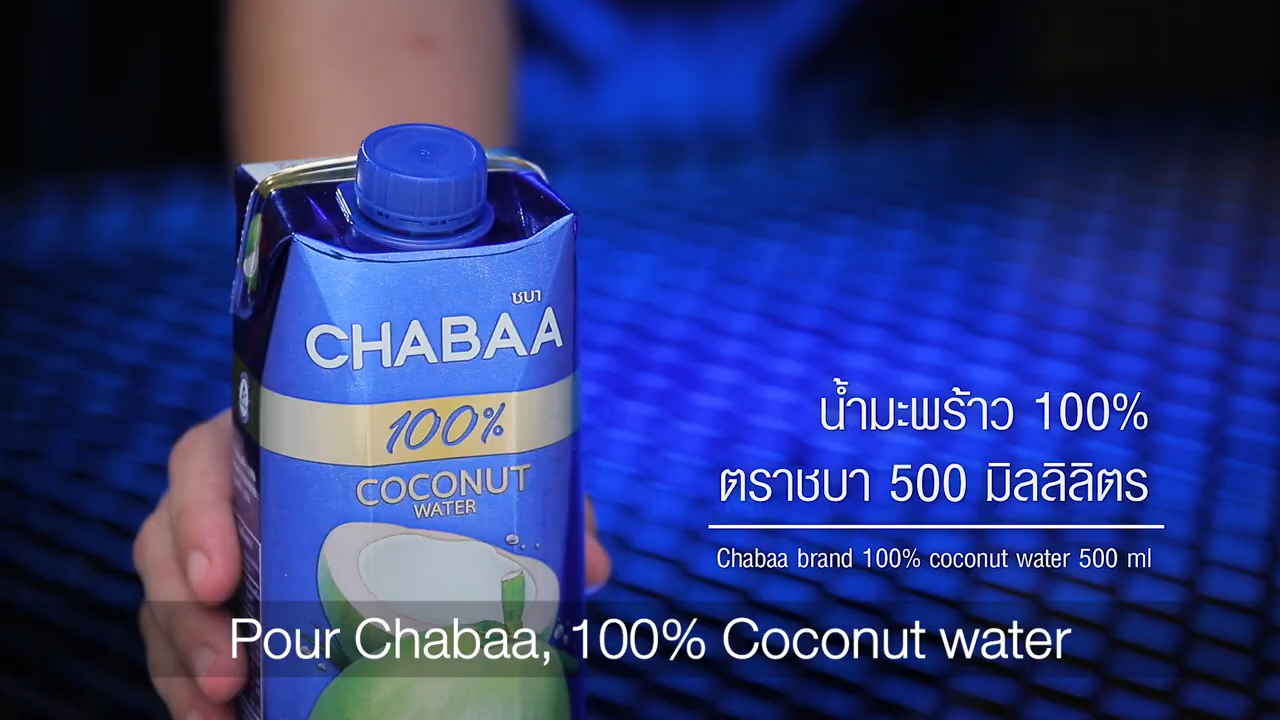 ชบา
CHABAA
100%
COCONUT
WATER
น้ำมะพร้าว 100%
ตราชบา 500 มิลลิลิตร
Chabaa brand 100% coconut water 500 ml
Pour Chabaa, 100% Coconut water